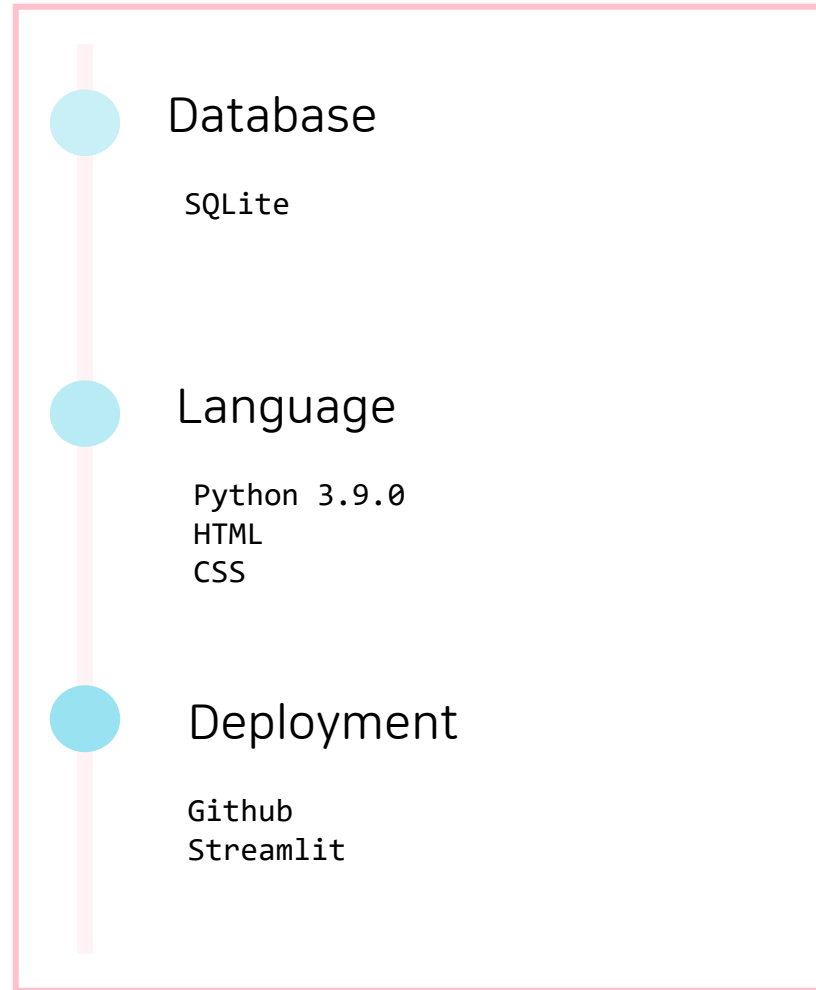 Database
SQLite
Language
Python 3.9.0
HTML
CSS
Deployment
Github
Streamlit